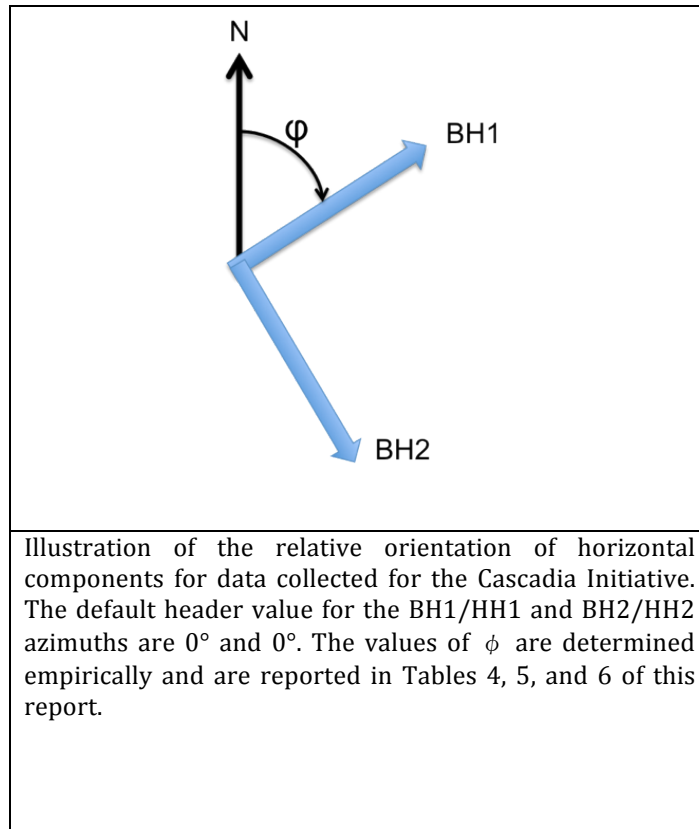 N
φ
BH1
BH2
Illustration of the relative orientation of horizontal
components for data collected for the Cascadia Initiative.
The default header value for the BH1/HH1 and BH2/HH2
azimuths are 0° and 0°. The values of ϕ are determined
empirically and are reported in Tables 4, 5, and 6 of this
report.